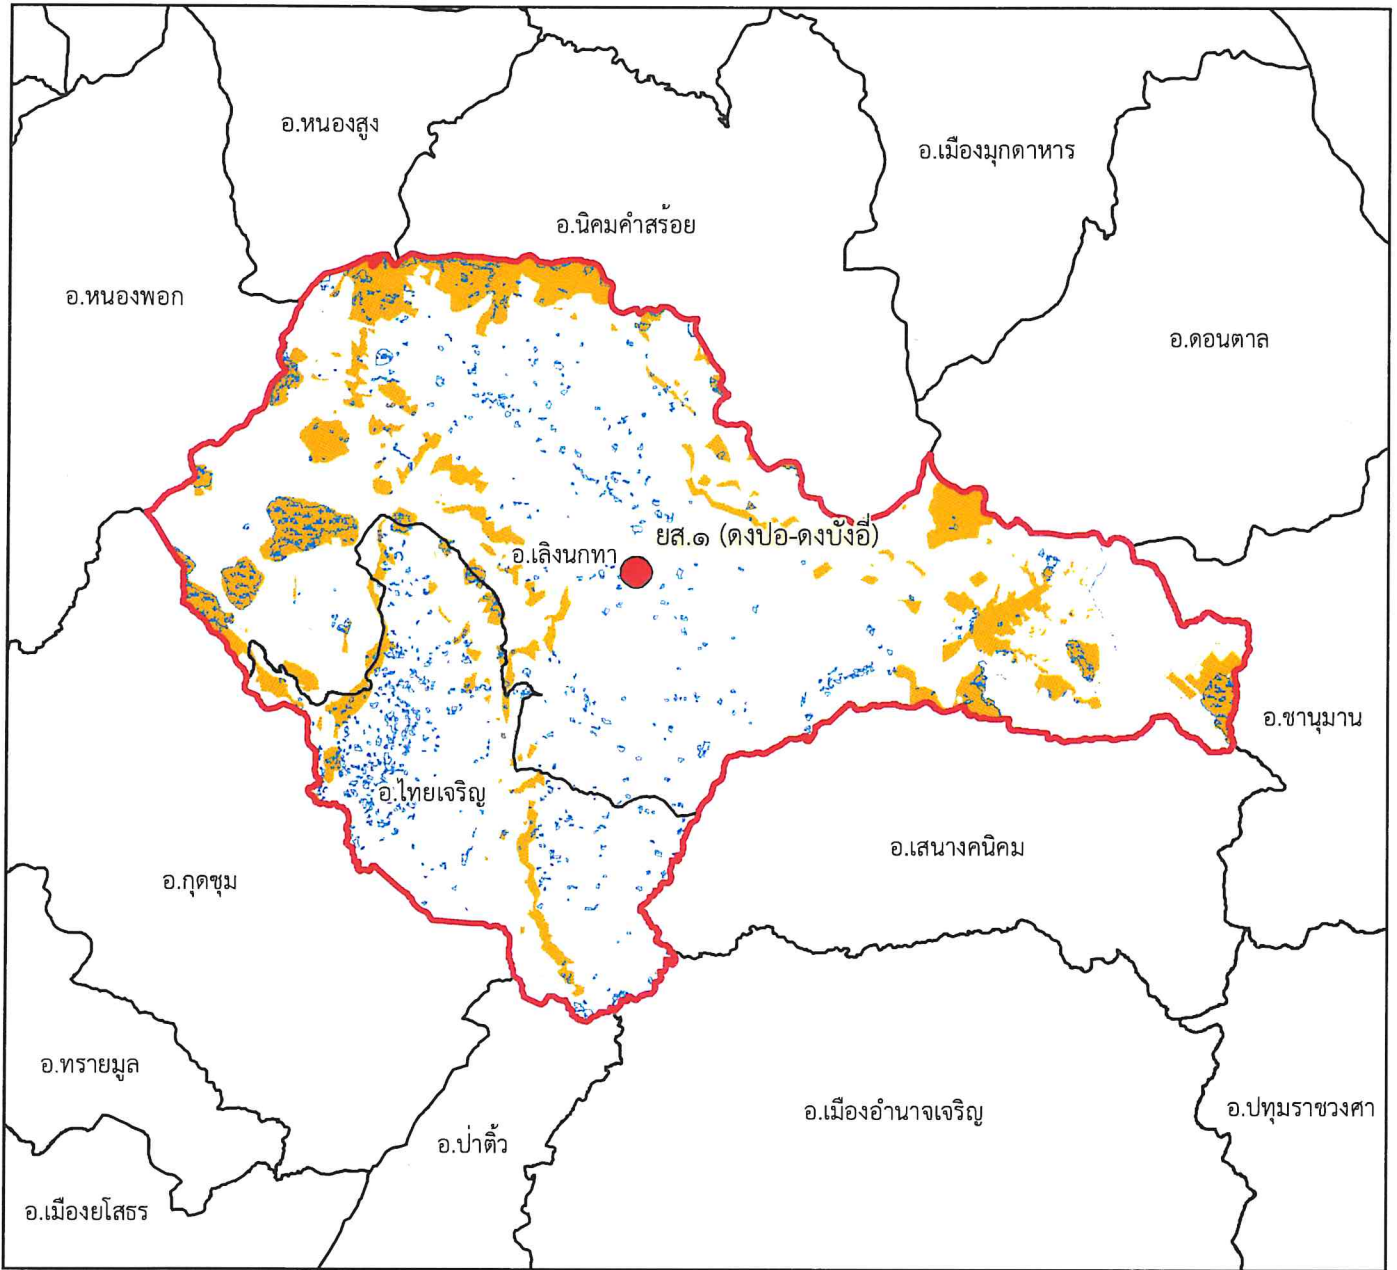 อ.หนองสูง
อ.เมืองมุกดาหาร
อ.นิคมคำสร้อย
อ.หนองพอก
อ.ดอนตาล
ยส.๑ (ดงปอ-ดงบังอี่)
อ.เลิงนกทา
อ.ชานุมาน
อ.ไทยเจริญ
อ.เสนางคนิคม
อ.กุดชุม
อ.ทรายมูล
อ.เมืองอำนาจเจริญ
อ.ปทุมราชวงศา
อ.ป่าติ้ว
อ.เมืองยโสธร